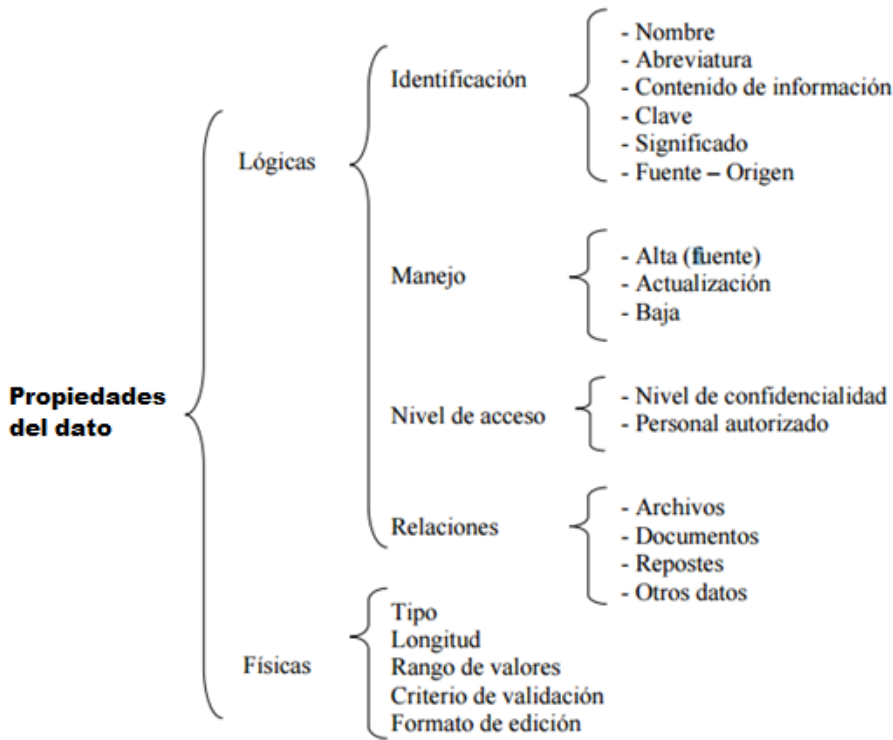 Propiedades
del dato
Lógicas
Identificación
- Nombre
- Abreviatura
- Contenido de información
- Clave
- Significado
- Fuente – Origen
Manejo
- Alta (fuente)
- Actualización
- Baja
Nivel de acceso
- Nivel de confidencialidad
- Personal autorizado
Relaciones
- Archivos
- Documentos
- Repostes
- Otros datos
Físicas
Tipo
Longitud
Rango de valores
Criterio de validación
Formato de edición